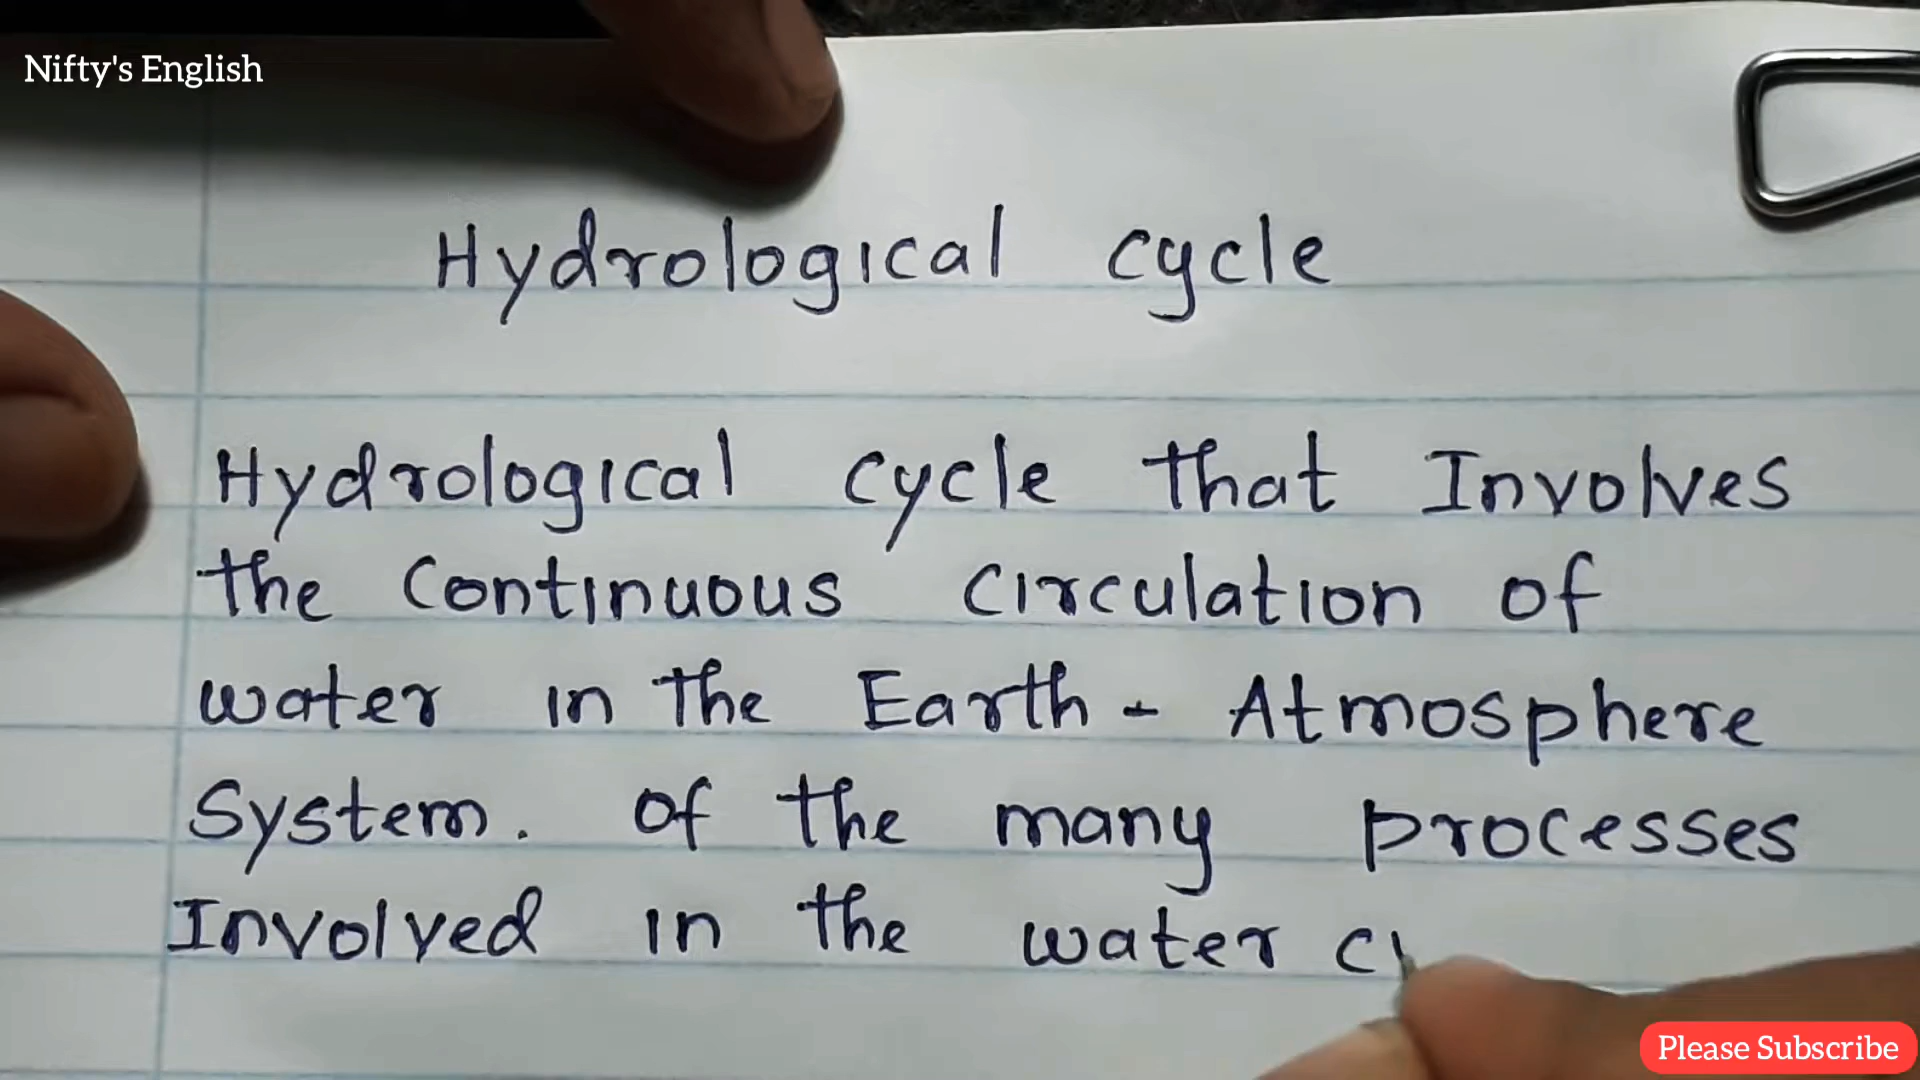 Nifty's English
Hydrological cycle
Hydrological cycle that Involves
the continuous circulation of
water in the Earth - Atmosphere
System. of the many processes
Involved in the water
Please Subscribe